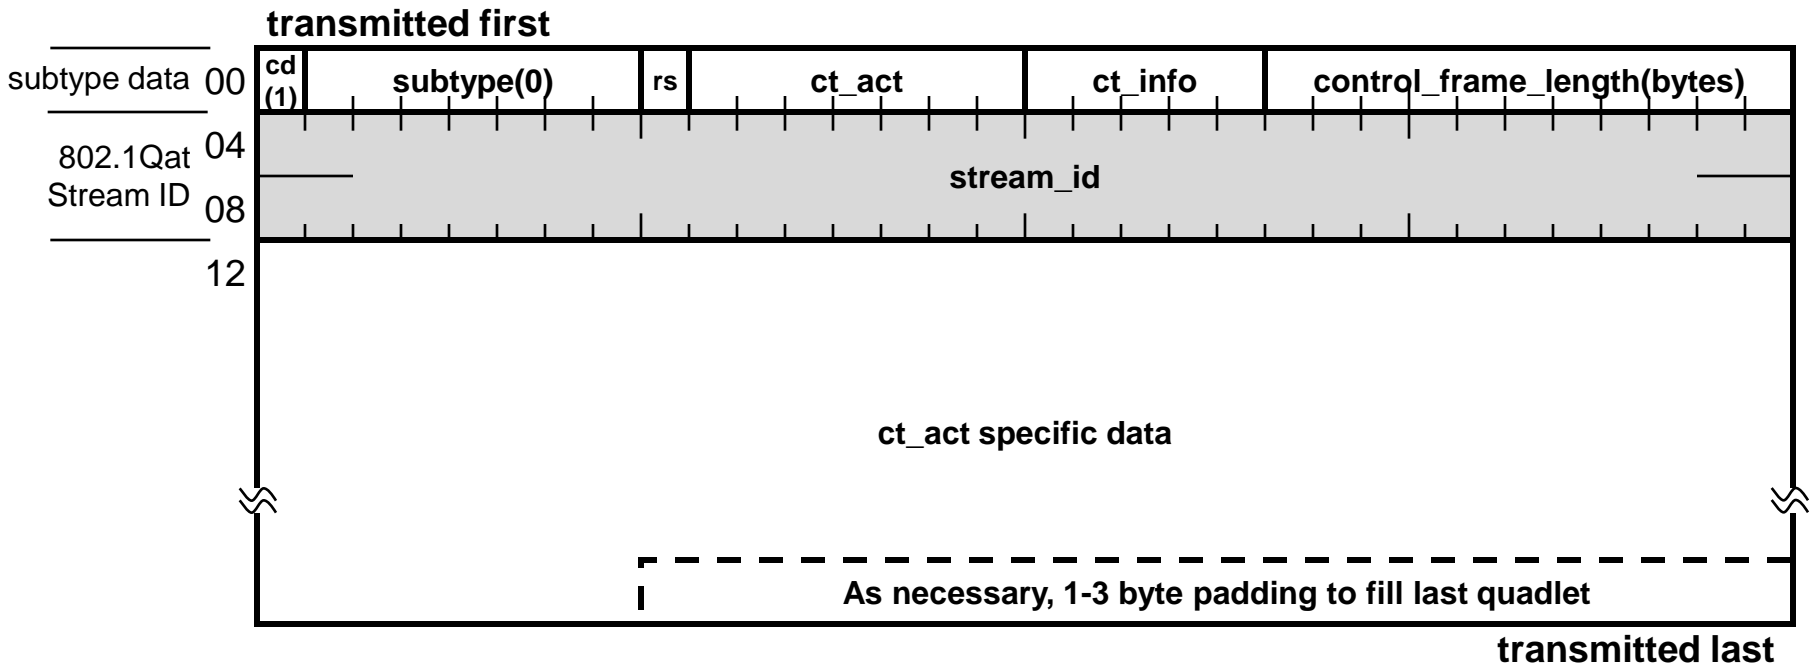 transmitted first
subtype data 00 cd (1) subtype(0) rs ct_act ct_info control_frame_length(bytes)
802.1Qat Stream ID 04
stream_id
08
12
ct_act specific data
As necessary, 1-3 byte padding to fill last quadlet
transmitted last